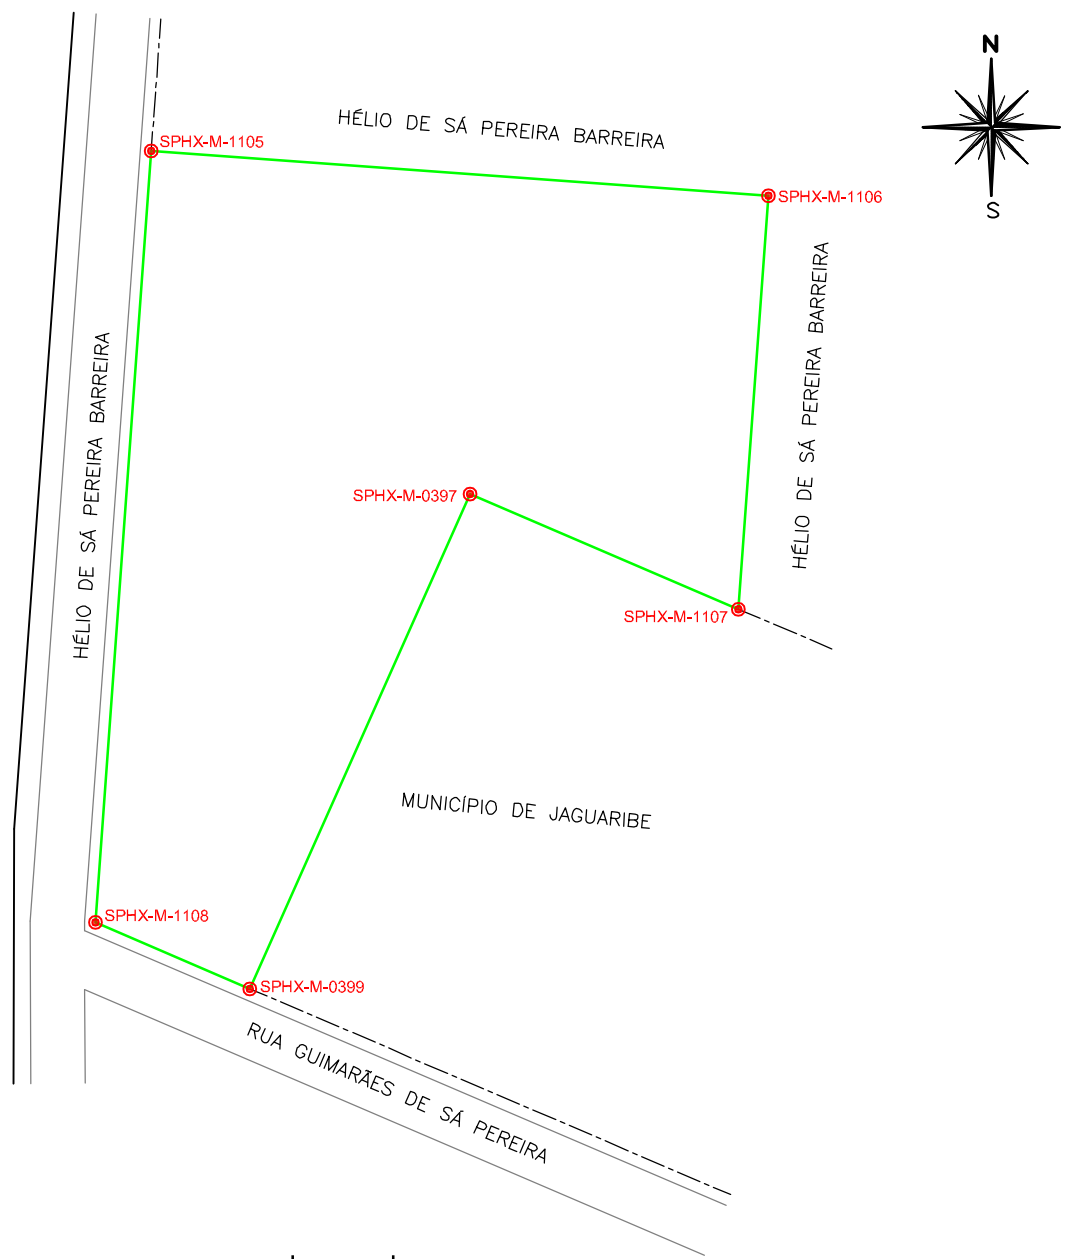 N
HÉLIO DE SÁ PEREIRA BARREIRA
SPHX-M-1105
SPHX-M-1106
S
HÉLIO DE SÁ PEREIRA BARREIRA
HÉLIO DE SÁ PEREIRA BARREIRA
SPHX-M-0397
SPHX-M-1107
MUNICÍPIO DE JAGUARIBE
SPHX-M-1108
SPHX-M-0399
RUA GUIMARÃES DE SÁ PEREIRA